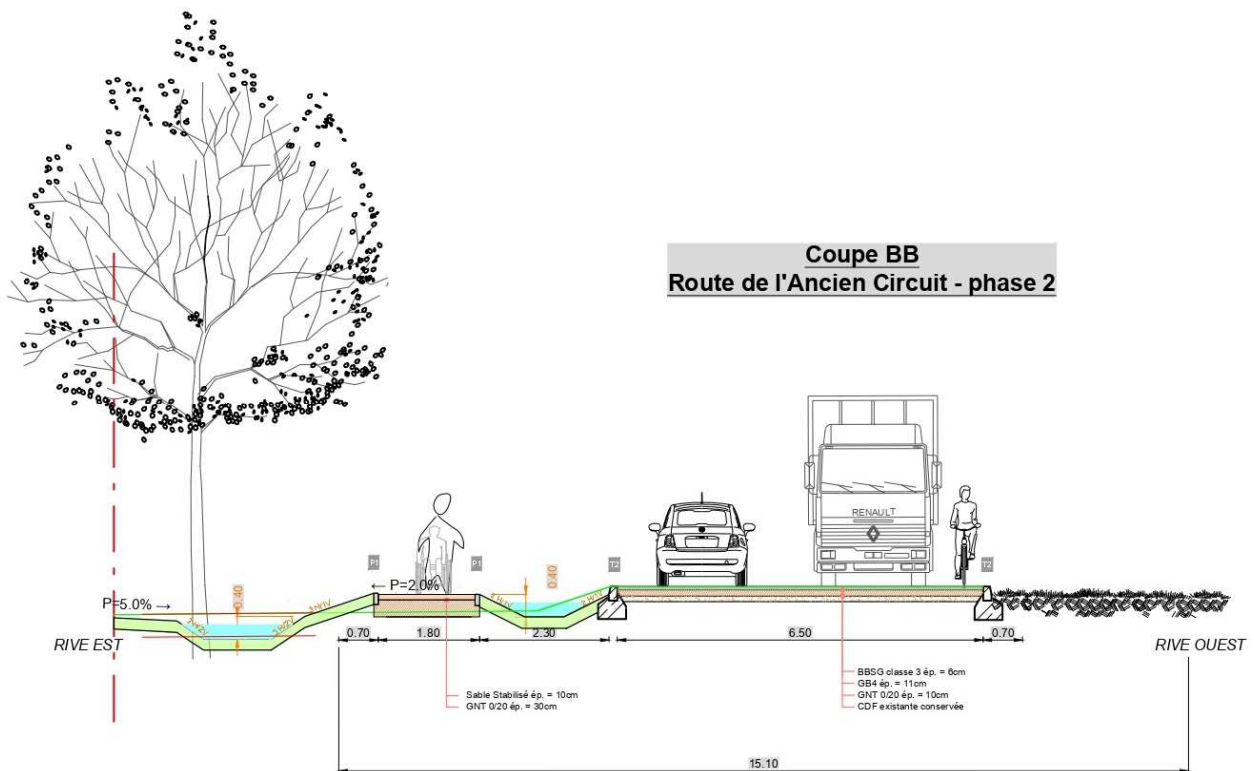 Coupe BB
Route de l'Ancien Circuit - phase 2
RENAULT
P1
P1
T2
T2
← P=2.0%
0.40
P=5.0% →
0.40
3 H/1V
RIVE EST
0.70
1.80
2.30
6.50
0.70
RIVE OUEST
Sable Stabilisé ép. = 10cm
GNT 0/20 ép. = 30cm
BBSG classe 3 ép. = 6cm
GB4 ép. = 11cm
GNT 0/20 ép. = 10cm
CDF existante conservée
15.10